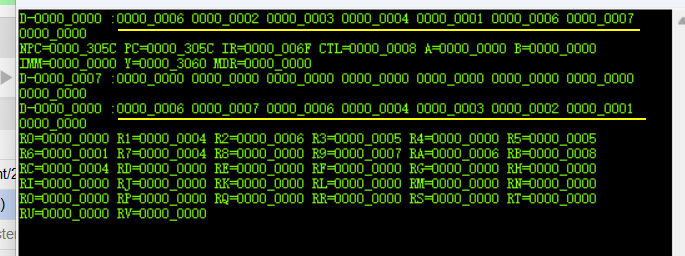 D-0000_0000 :0000_0006 0000_0002 0000_0003 0000_0004 0000_0001 0000_0006 0000_0007
0000_0000
NPC=0000_305C PC=0000_305C IR=0000_006F CTL=0000_0008 A=0000_0000 B=0000_0000
IMM=0000_0000 Y=0000_3060 MDR=0000_0000
D-0000_0007 :0000_0000 0000_0000 0000_0000 0000_0000 0000_0000 0000_0000 0000_0000
0000_0000
D-0000_0000 :0000_0006 0000_0007 0000_0006 0000_0004 0000_0003 0000_0002 0000_0001
0000_0000
R0=0000_0000 R1=0000_0004 R2=0000_0006 R3=0000_0005 R4=0000_0000 R5=0000_0005
R6=0000_0001 R7=0000_0004 R8=0000_0000 R9=0000_0007 RA=0000_0006 RB=0000_0008
RC=0000_0004 RD=0000_0000 RE=0000_0000 RF=0000_0000 RG=0000_0000 RH=0000_0000
RI=0000_0000 RJ=0000_0000 RK=0000_0000 RL=0000_0000 RM=0000_0000 RN=0000_0000
RO=0000_0000 RP=0000_0000 RQ=0000_0000 RR=0000_0000 RS=0000_0000 RT=0000_0000
RU=0000_0000 RV=0000_0000
nt/2
)
ster